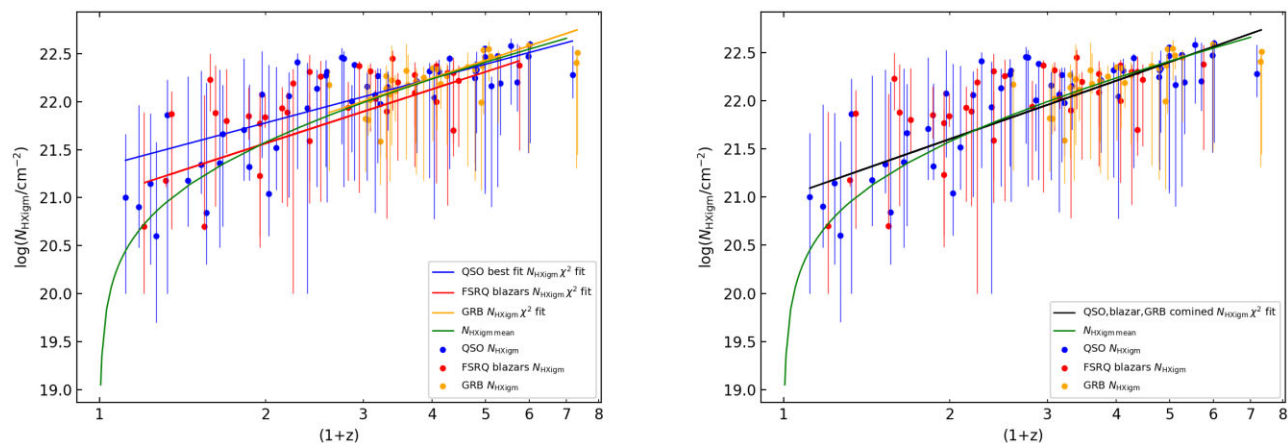 log(N_HXigm/cm⁻²)
22.5
22.0
21.5
21.0
20.5
20.0
19.5
19.0
QSO best fit N_HXigm χ² fit
FSRQ blazars N_HXigm χ² fit
GRB N_HXigm χ² fit
N_HXigmmean
QSO N_HXigm
FSRQ blazars N_HXigm
GRB N_HXigm
1 2 3 4 5 6 7 8
(1+z)
log(N_HXigm/cm⁻²)
22.5
22.0
21.5
21.0
20.5
20.0
19.5
19.0
QSO,blazar,GRB comined N_HXigm χ² fit
N_HXigmmean
QSO N_HXigm
FSRQ blazars N_HXigm
GRB N_HXigm
1 2 3 4 5 6 7 8
(1+z)